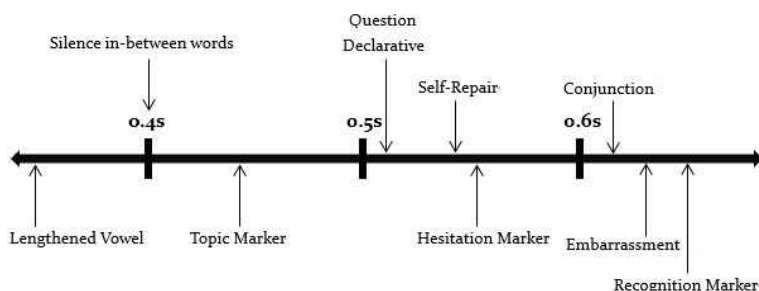 Question
Declarative
Silence in-between words
Self-Repair
Conjunction
0.4s
0.5s
0.6s
Lengthened Vowel
Topic Marker
Hesitation Marker
Embarrassment
Recognition Marker